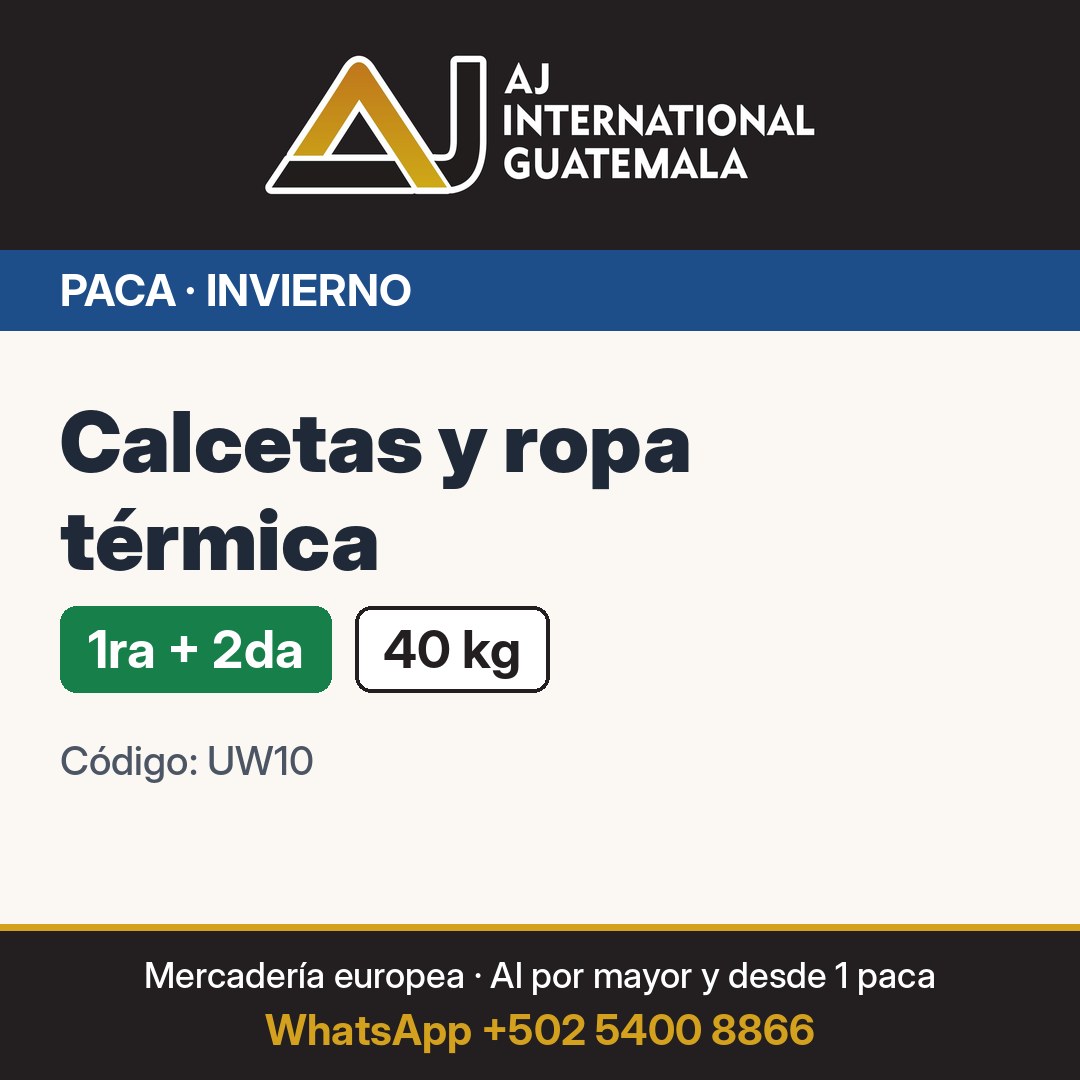 AJ
AJ
INTERNATIONAL
GUATEMALA
PACA · INVIERNO
Calcetas y ropa
térmica
1ra + 2da
40 kg
Código: UW10
Mercadería europea · Al por mayor y desde 1 paca
WhatsApp +502 5400 8866